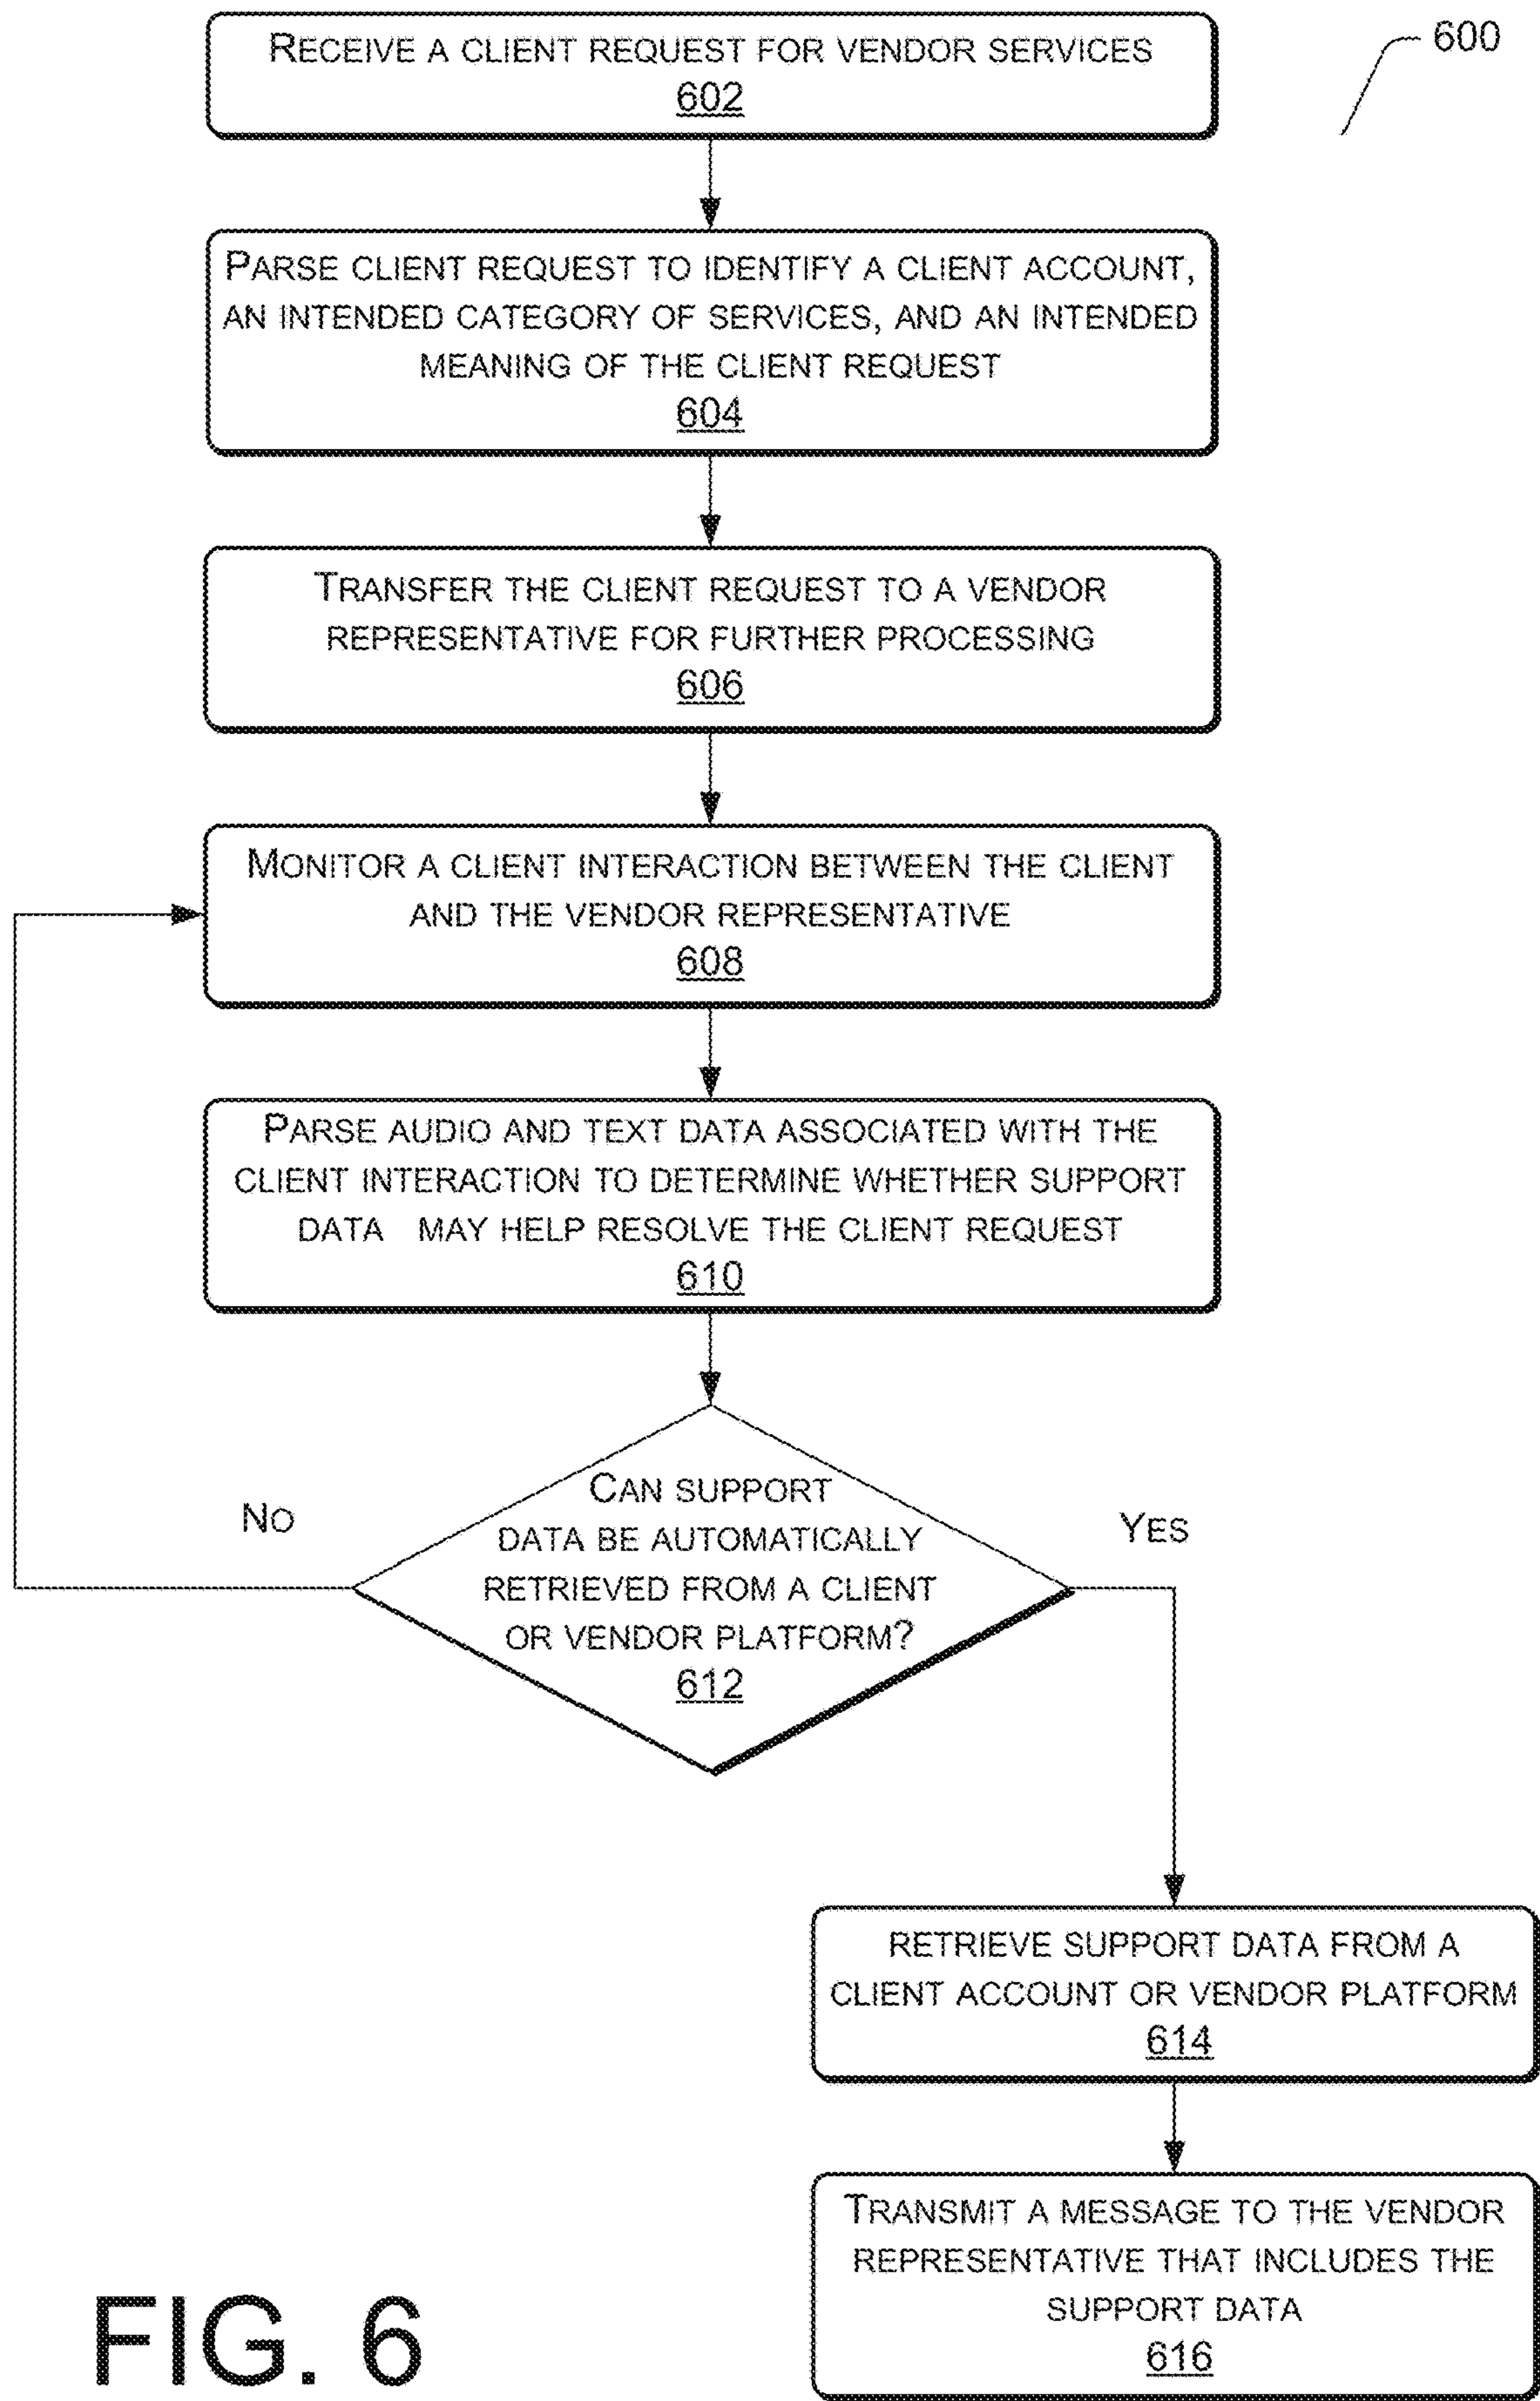 600
RECEIVE A CLIENT REQUEST FOR VENDOR SERVICES
602
PARSE CLIENT REQUEST TO IDENTIFY A CLIENT ACCOUNT,
AN INTENDED CATEGORY OF SERVICES, AND AN INTENDED
MEANING OF THE CLIENT REQUEST
604
TRANSFER THE CLIENT REQUEST TO A VENDOR
REPRESENTATIVE FOR FURTHER PROCESSING
606
MONITOR A CLIENT INTERACTION BETWEEN THE CLIENT
AND THE VENDOR REPRESENTATIVE
608
PARSE AUDIO AND TEXT DATA ASSOCIATED WITH THE
CLIENT INTERACTION TO DETERMINE WHETHER SUPPORT
DATA MAY HELP RESOLVE THE CLIENT REQUEST
610
CAN SUPPORT
DATA BE AUTOMATICALLY
RETRIEVED FROM A CLIENT
OR VENDOR PLATFORM?
612
NO
YES
RETRIEVE SUPPORT DATA FROM A
CLIENT ACCOUNT OR VENDOR PLATFORM
614
TRANSMIT A MESSAGE TO THE VENDOR
REPRESENTATIVE THAT INCLUDES THE
SUPPORT DATA
616
FIG. 6